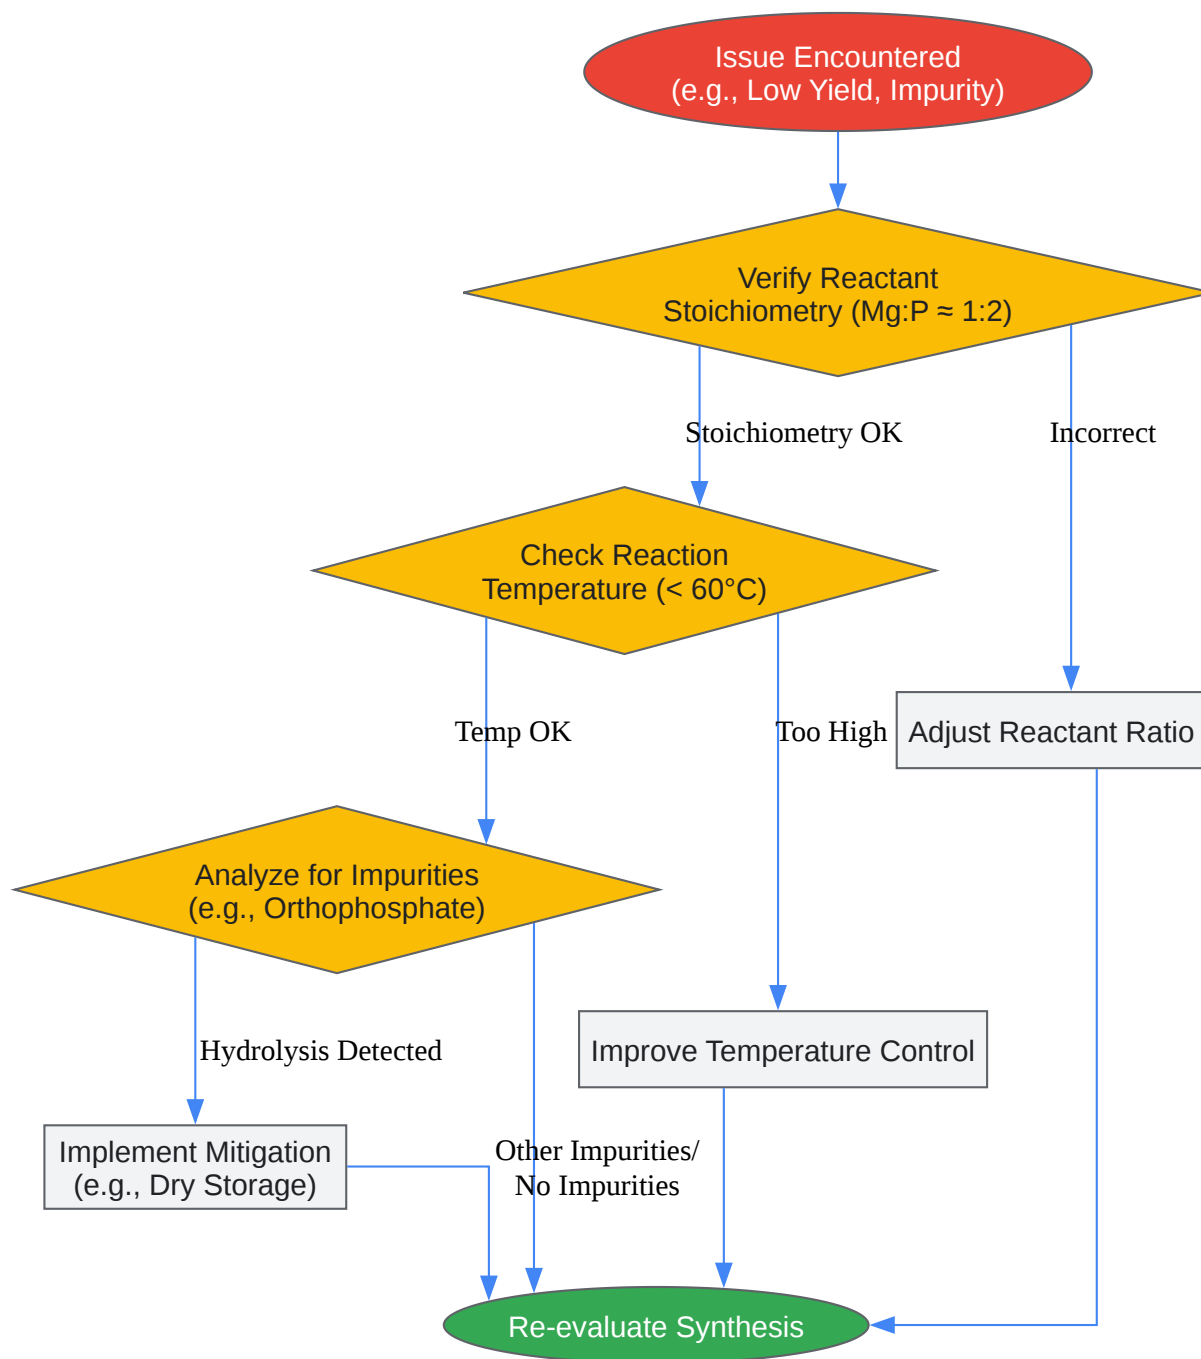 Issue Encountered
(e.g., Low Yield, Impurity)
Verify Reactant
Stoichiometry (Mg:P ≈ 1:2)
Stoichiometry OK
Incorrect
Check Reaction
Temperature (< 60°C)
Temp OK
Too High
Adjust Reactant Ratio
Analyze for Impurities
(e.g., Orthophosphate)
Hydrolysis Detected
Improve Temperature Control
Implement Mitigation
(e.g., Dry Storage)
Other Impurities/
No Impurities
Re-evaluate Synthesis